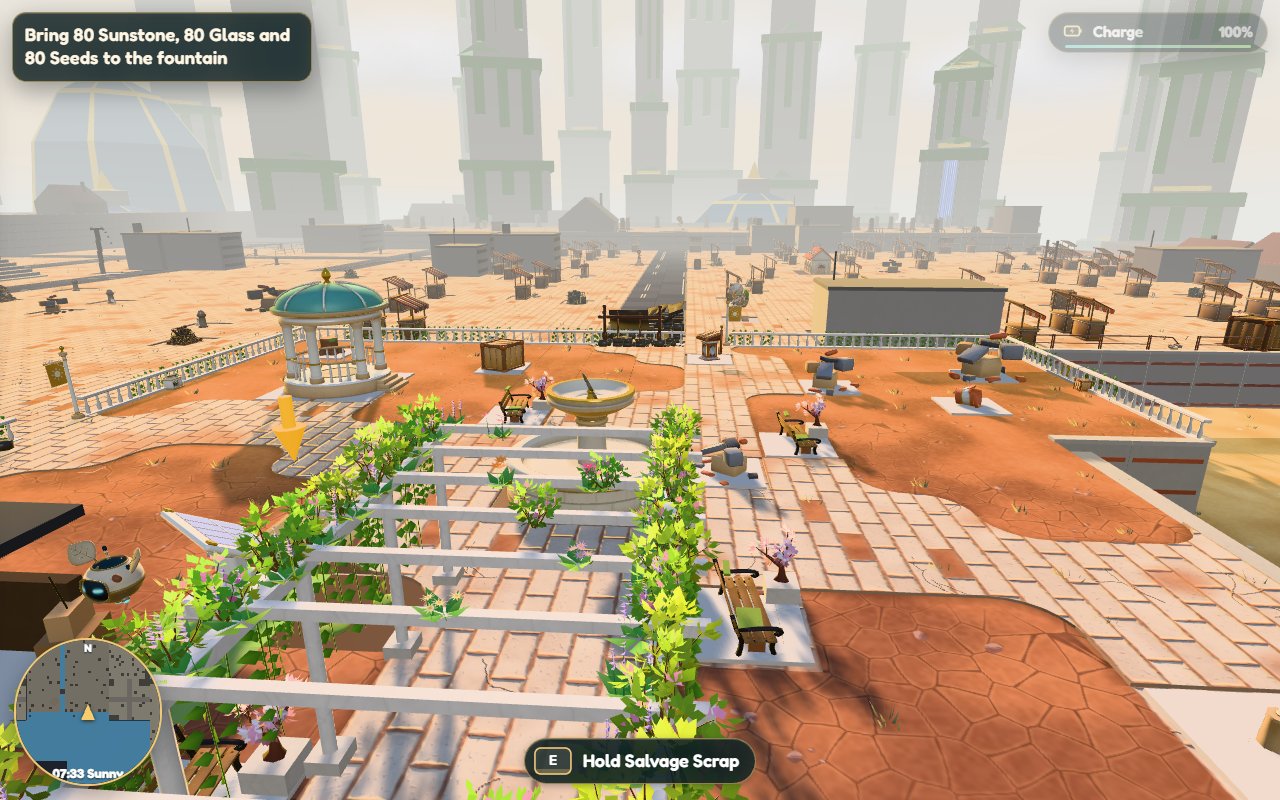 Bring 80 Sunstone, 80 Glass and
80 Seeds to the fountain
Charge 100%
N
07:33 Sunny
E Hold Salvage Scrap